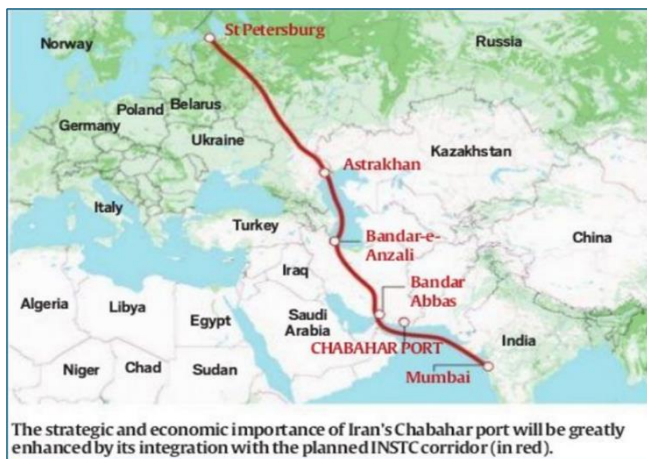 St Petersburg
Norway
Russia
Belarus
Poland
Germany
Ukraine
Kazakhstan
Astrakhan
Italy
Turkey
Bandar-e-
Anzali
China
Iraq
Bandar
Abbas
Algeria
Libya
Egypt
Saudi
Arabia
CHABAHAR PORT
India
Niger
Chad
Sudan
Mumbai
The strategic and economic importance of Iran's Chabahar port will be greatly
enhanced by its integration with the planned INSTC corridor (in red).